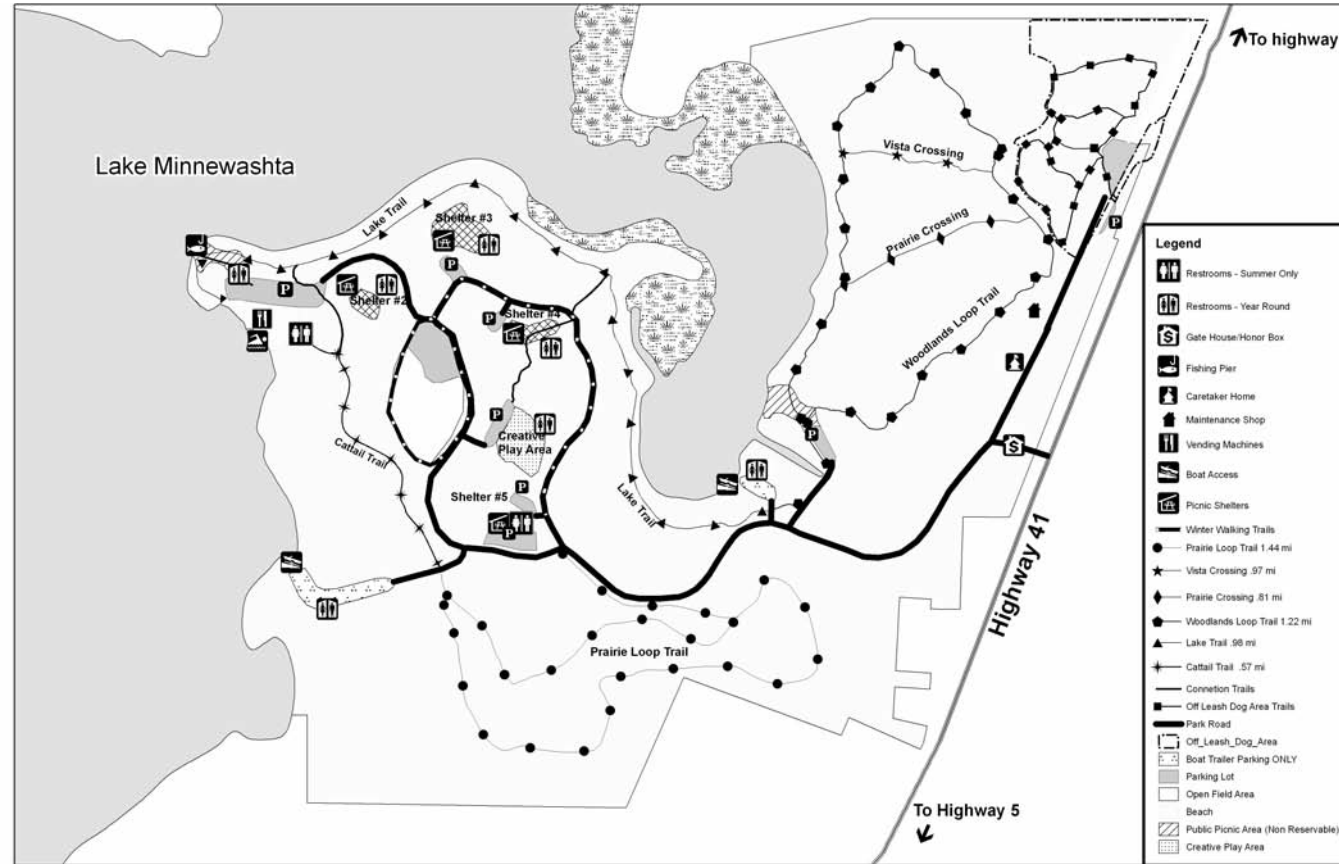 To highway
Lake Minnewashta
Vista Crossing
Lake Trail
Shelter #3
Prairie Crossing
P
P
Shelter #2
P
Shelter #4
P
Woodlands Loop Trail
Creative
Play Area
P
P
Cattail Trail
$
Shelter #5
P
P
Lake Trail
Highway 41
Prairie Loop Trail
To Highway 5
Legend
Restrooms - Summer Only
Restrooms - Year Round
$
Gate House/Honor Box
Fishing Pier
Caretaker Home
Maintenance Shop
Vending Machines
Boat Access
Picnic Shelters
Winter Walking Trails
Prairie Loop Trail 1.44 mi
Vista Crossing .97 mi
Prairie Crossing .81 mi
Woodlands Loop Trail 1.22 mi
Lake Trail .98 mi
Cattail Trail .57 mi
Connetion Trails
Off Leash Dog Area Trails
Park Road
Off_Leash_Dog_Area
Boat Trailer Parking ONLY
Parking Lot
Open Field Area
Beach
Public Picnic Area (Non Reservable)
Creative Play Area